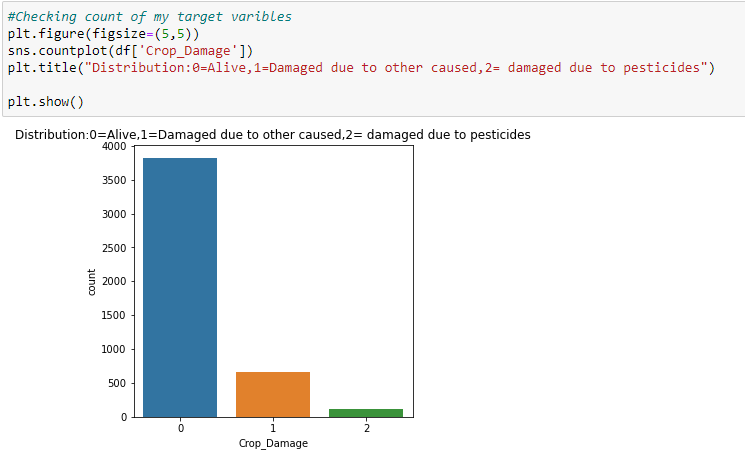 #Checking count of my target varibles
plt.figure(figsize=(5,5))
sns.countplot(df['Crop_Damage'])
plt.title("Distribution:0=Alive,1=Damaged due to other caused,2= damaged due to pesticides")
plt.show()
Distribution:0=Alive,1=Damaged due to other caused,2= damaged due to pesticides
4000
3500
3000
2500
2000
1500
1000
500
0
count
0 1 2
Crop_Damage